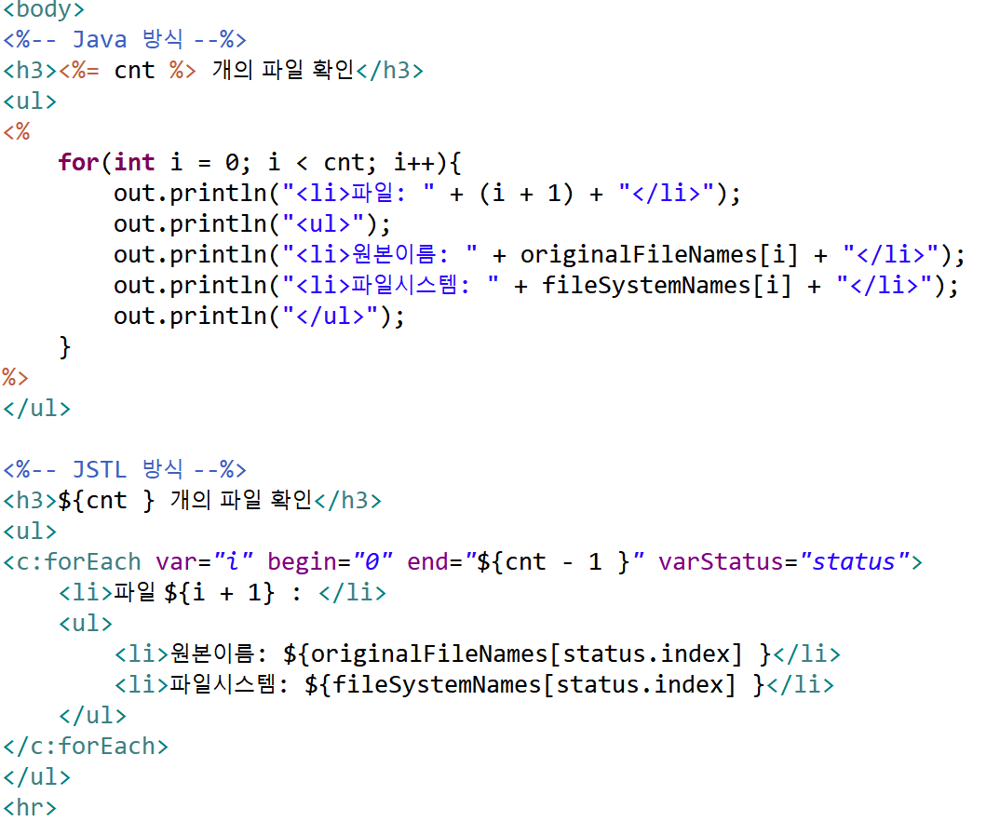 <body>
<%-- Java 방식 --%>
<h3><%= cnt %> 개의 파일 확인</h3>
<ul>
<%
    for(int i = 0; i < cnt; i++){
        out.println("<li>파일: " + (i + 1) + "</li>");
        out.println("<ul>");
        out.println("<li>원본이름: " + originalFileNames[i] + "</li>");
        out.println("<li>파일시스템: " + fileSystemNames[i] + "</li>");
        out.println("</ul>");
    }
%>
</ul>

<%-- JSTL 방식 --%>
<h3>${cnt } 개의 파일 확인</h3>
<ul>
<c:forEach var="i" begin="0" end="${cnt - 1 }" varStatus="status">
    <li>파일 ${i + 1} : </li>
    <ul>
        <li>원본이름: ${originalFileNames[status.index] }</li>
        <li>파일시스템: ${fileSystemNames[status.index] }</li>
    </ul>
</c:forEach>
</ul>
<hr>